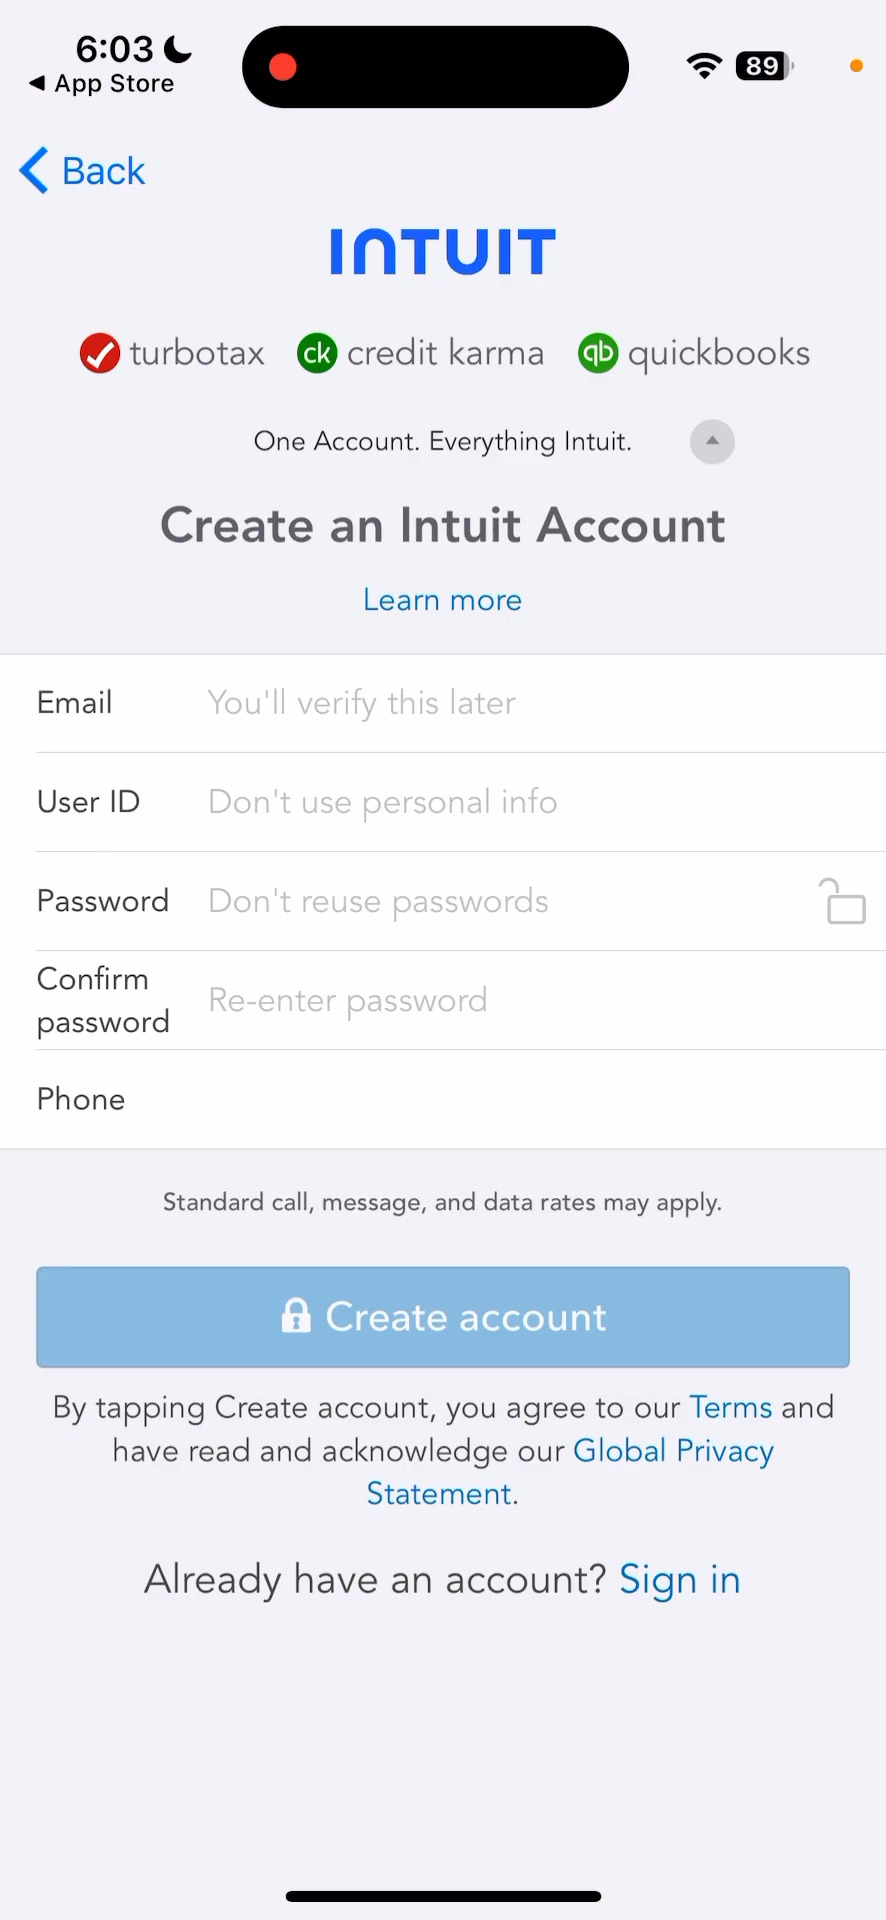 6:03
◀ App Store
89
Back
INTUIT
turbotax ck credit karma qb quickbooks
One Account. Everything Intuit.
Create an Intuit Account
Learn more
Email You'll verify this later
User ID Don't use personal info
Password Don't reuse passwords
Confirm password Re-enter password
Phone
Standard call, message, and data rates may apply.
Create account
By tapping Create account, you agree to our Terms and
have read and acknowledge our Global Privacy
Statement.
Already have an account? Sign in